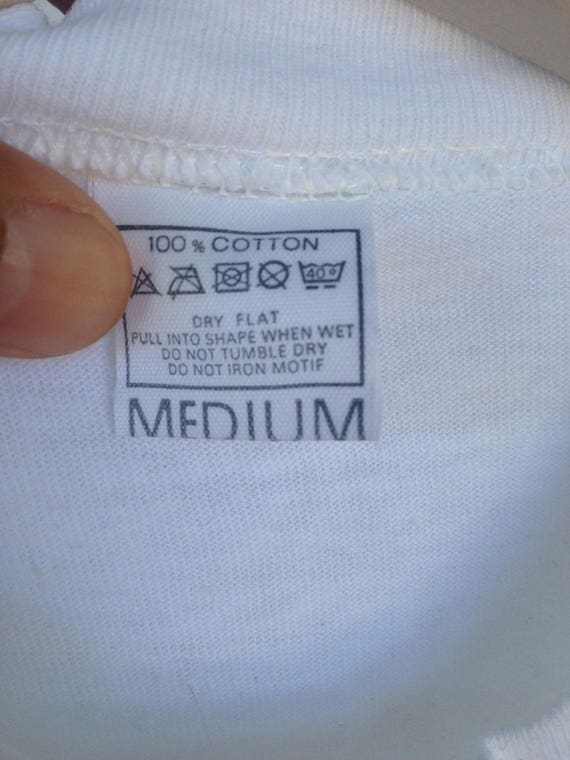 100 % COTTON
40°
DRY FLAT
PULL INTO SHAPE WHEN WET
DO NOT TUMBLE DRY
DO NOT IRON MOTIF
MEDIUM